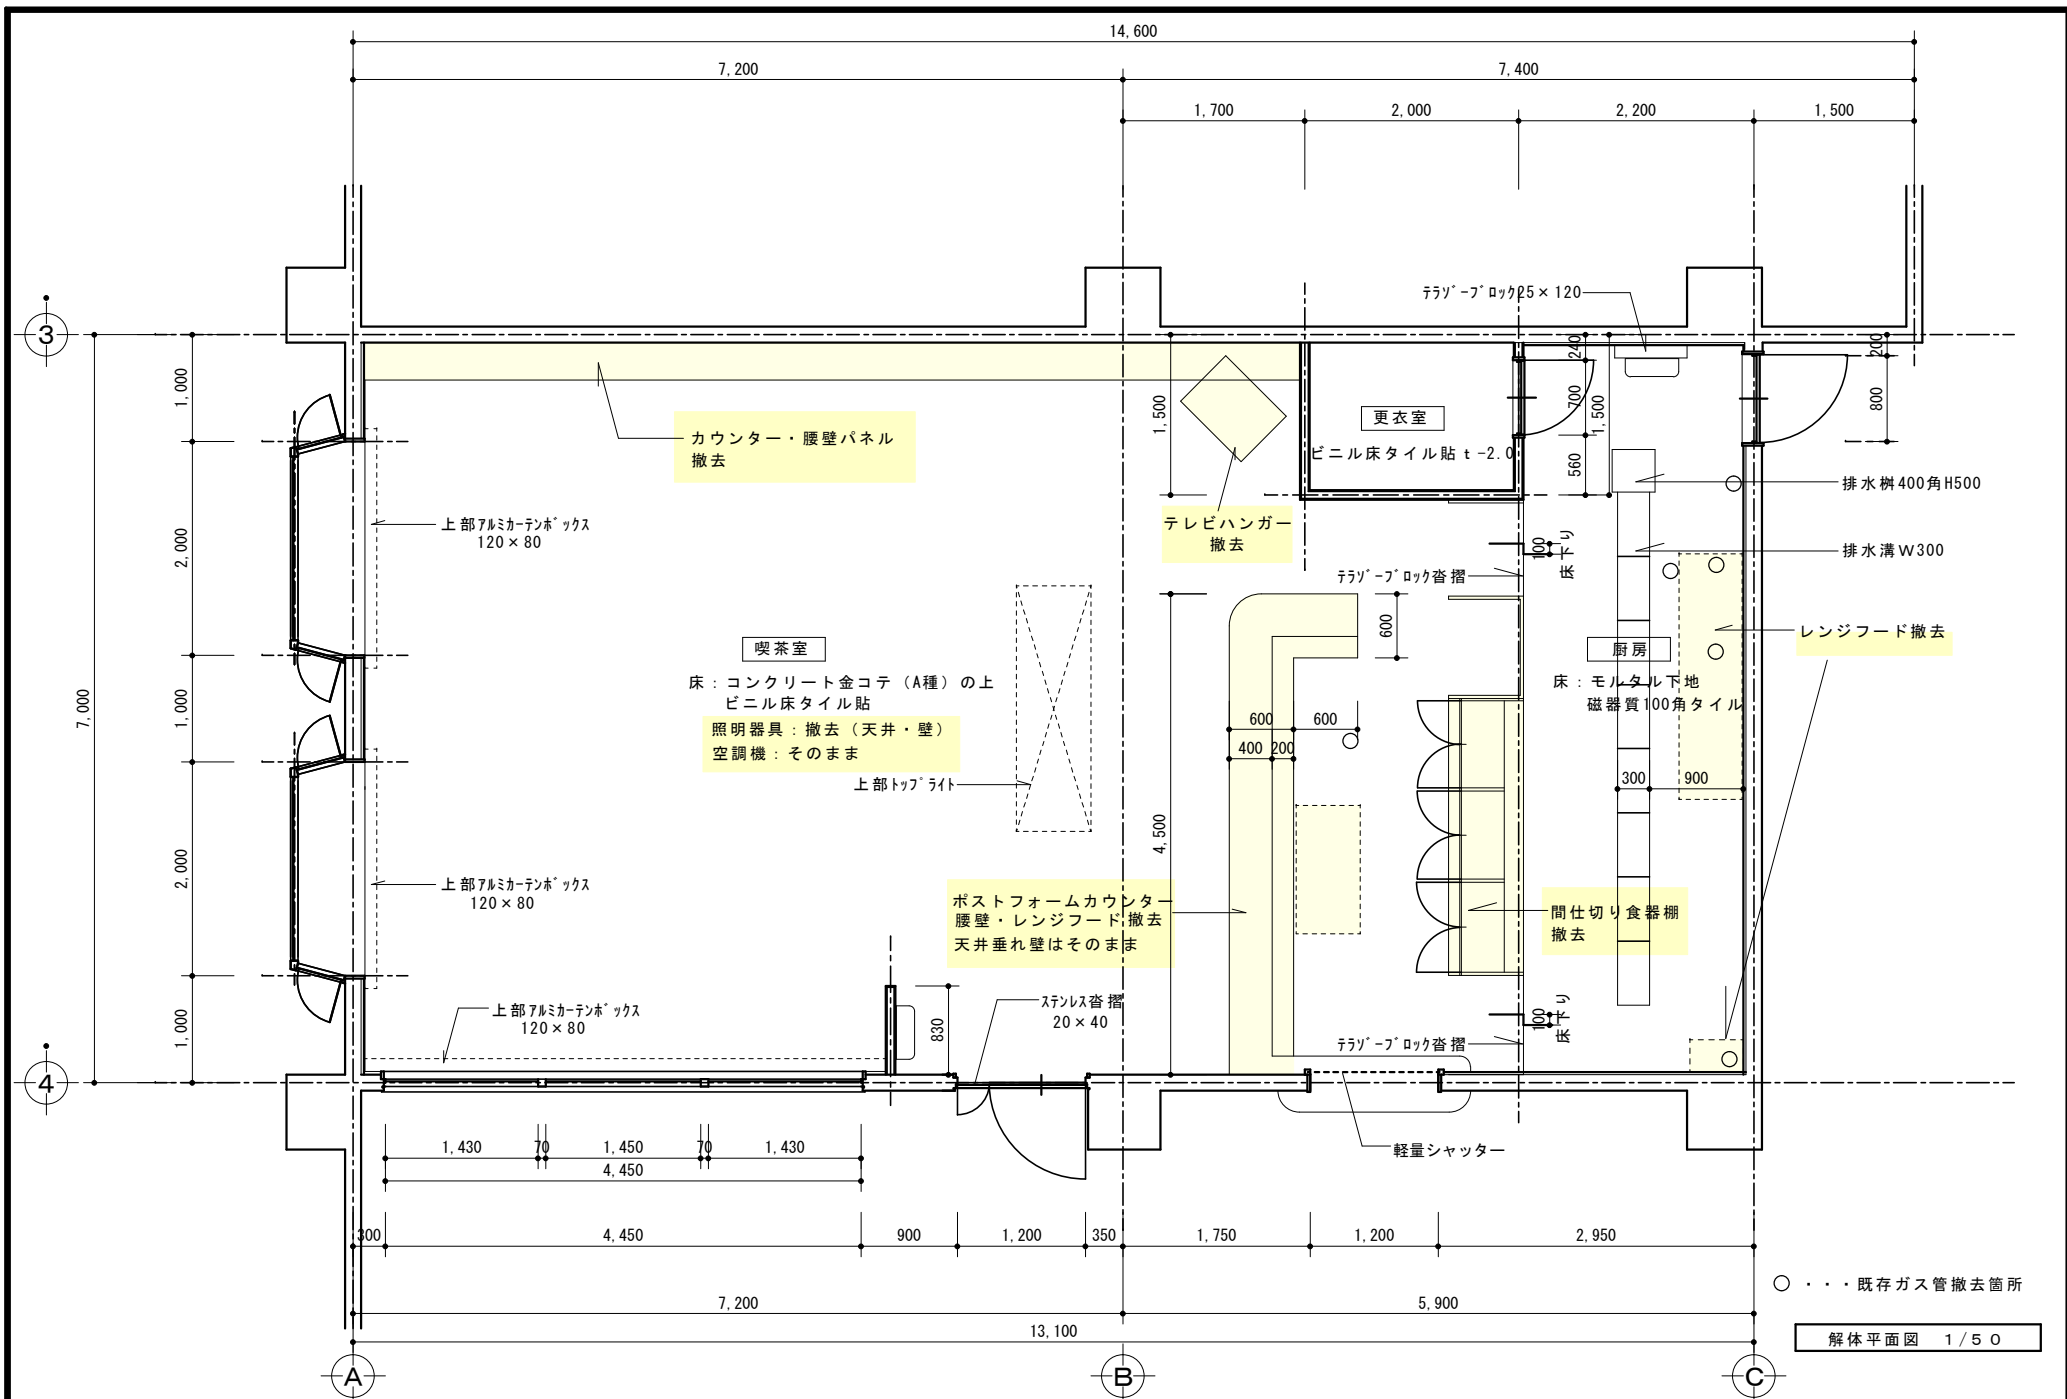 14,600
7,200
7,400
1,700
2,000
2,200
1,500
テラゾーブロック25×120
3
240
200
1,000
700
1,500
800
1,500
更衣室
カウンター・腰壁パネル
撤去
ビニル床タイル貼 t-2.0
560
排水桝400角H500
上部アルミカーテンボックス
120×80
テレビハンガー
撤去
2,000
100
床下り
排水溝W300
テラゾーブロック沓摺
600
喫茶室
厨房
レンジフード撤去
床：コンクリート金コテ（A種）の上
ビニル床タイル貼
床：モルタル下地
磁器質100角タイル
7,000
1,000
照明器具：撤去（天井・壁）
空調機：そのまま
600
600
400
200
上部トップライト
300
900
4,500
2,000
上部アルミカーテンボックス
120×80
ポストフォームカウンター
腰壁・レンジフード撤去
天井垂れ壁はそのまま
間仕切り食器棚
撤去
上部アルミカーテンボックス
120×80
830
ステンレス沓摺
20×40
100
床下り
1,000
テラゾーブロック沓摺
4
1,430
70
1,450
70
1,430
軽量シャッター
4,450
300
4,450
900
1,200
350
1,750
1,200
2,950
○・・・既存ガス管撤去箇所
7,200
5,900
13,100
解体平面図 1/50
A
B
C